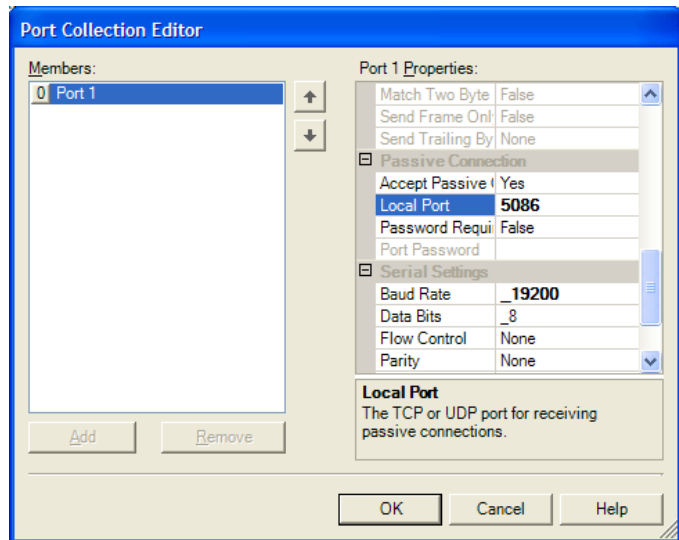 Port Collection Editor
Members:
0 Port 1
Port 1 Properties:
Match Two Byte False
Send Frame Onl False
Send Trailing By None
Passive Connection
Accept Passive ( Yes
Local Port 5086
Password Requi False
Port Password
Serial Settings
Baud Rate _19200
Data Bits _8
Flow Control None
Parity None
Local Port
The TCP or UDP port for receiving
passive connections.
Add Remove
OK Cancel Help